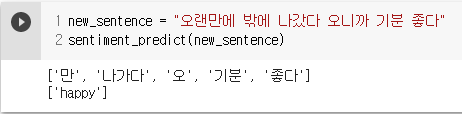 1 new_sentence = "오랜만에 밖에 나갔다 오니까 기분 좋다"
2 sentiment_predict(new_sentence)
['만', '나가다', '오', '기분', '좋다']
['happy']